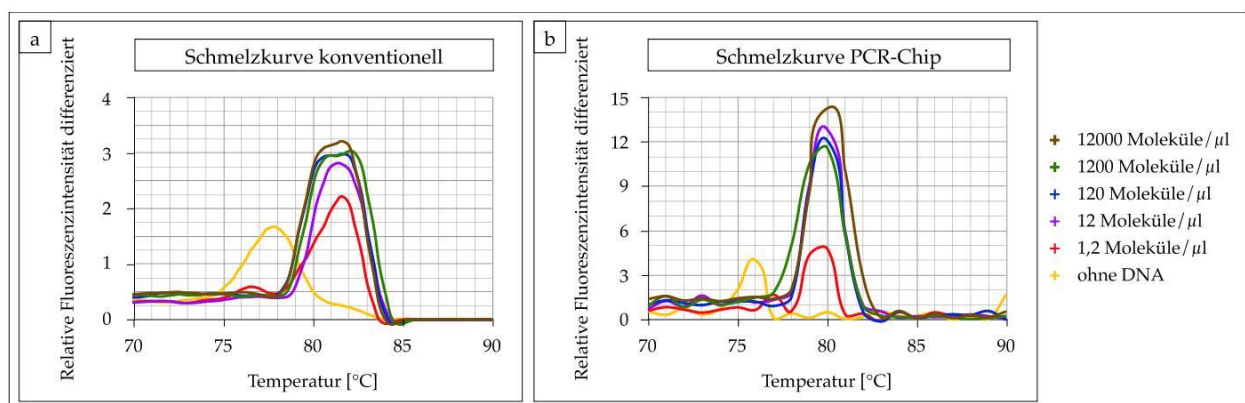 a
Schmelzkurve konventionell
Relative Fluoreszenzintensität differenziert
4
3
2
1
0
70
75
80
85
90
Temperatur [°C]
b
Schmelzkurve PCR-Chip
Relative Fluoreszenzintensität differenziert
15
12
9
6
3
0
70
75
80
85
90
Temperatur [°C]
12000 Moleküle/µl
1200 Moleküle/µl
120 Moleküle/µl
12 Moleküle/µl
1,2 Moleküle/µl
ohne DNA